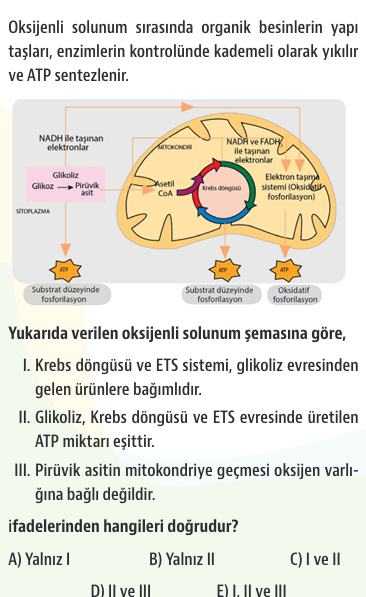 Oksijenli solunum sırasında organik besinlerin yapı
taşları, enzimlerin kontrolünde kademeli olarak yıkılır
ve ATP sentezlenir.
NADH ile taşınan
elektronlar
MİTOKONDRİ
NADH ve FADH
ile taşınan
elektronlar
Glikoliz
Glikoz → Pirüvik
asit
Asetil
CoA
Krebs döngüsü
Elektron taşıma
sistemi (Oksidatif
fosforilasyon)
SİTOPLAZMA
ATP
ATP
ATP
Substrat düzeyinde
fosforilasyon
Substrat düzeyinde
fosforilasyon
Oksidatif
fosforilasyon
Yukarıda verilen oksijenli solunum şemasına göre,
I. Krebs döngüsü ve ETS sistemi, glikoliz evresinden
gelen ürünlere bağımlıdır.
II. Glikoliz, Krebs döngüsü ve ETS evresinde üretilen
ATP miktarı eşittir.
III. Pirüvik asitin mitokondriye geçmesi oksijen varlı-
ğına bağlı değildir.
ifadelerinden hangileri doğrudur?
A) Yalnız I B) Yalnız II C) I ve II
D) II ve III E) I, II ve III